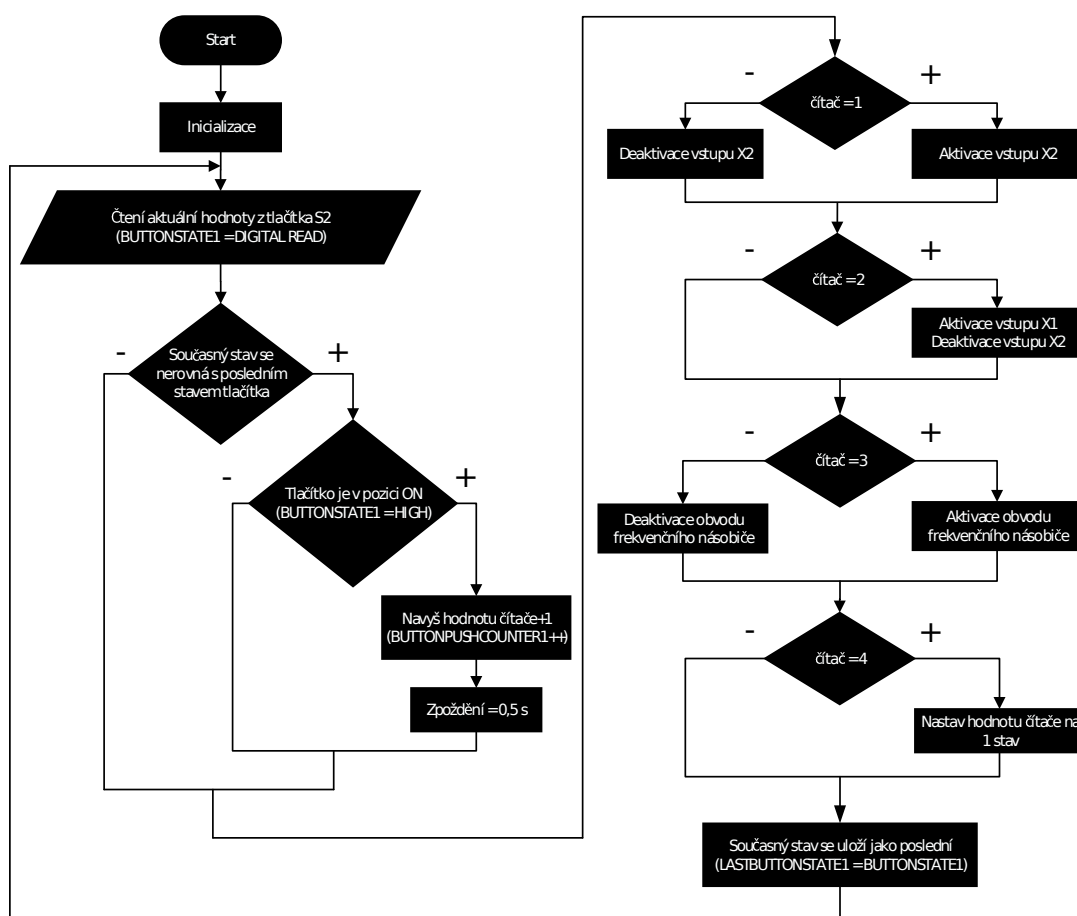 Start
Inicializace
Čtení aktuální hodnoty z tlačítka S2
(BUTTONSTATE1 = DIGITAL READ)
-
Současný stav se
nerovná s posledním
stavem tlačítka
+
-
Tlačítko je v pozici ON
(BUTTONSTATE1 = HIGH)
+
Navyš hodnotu čítače+1
(BUTTONPUSHCOUNTER1++)
Zpoždění = 0,5 s
-
čítač = 1
+
Deaktivace vstupu X2
Aktivace vstupu X2
-
čítač = 2
+
Aktivace vstupu X1
Deaktivace vstupu X2
-
čítač = 3
+
Deaktivace obvodu
frekvenčního násobiče
Aktivace obvodu
frekvenčního násobiče
-
čítač = 4
+
Nastav hodnotu čítače na
1 stav
Současný stav se uloží jako poslední
(LASTBUTTONSTATE1 = BUTTONSTATE1)